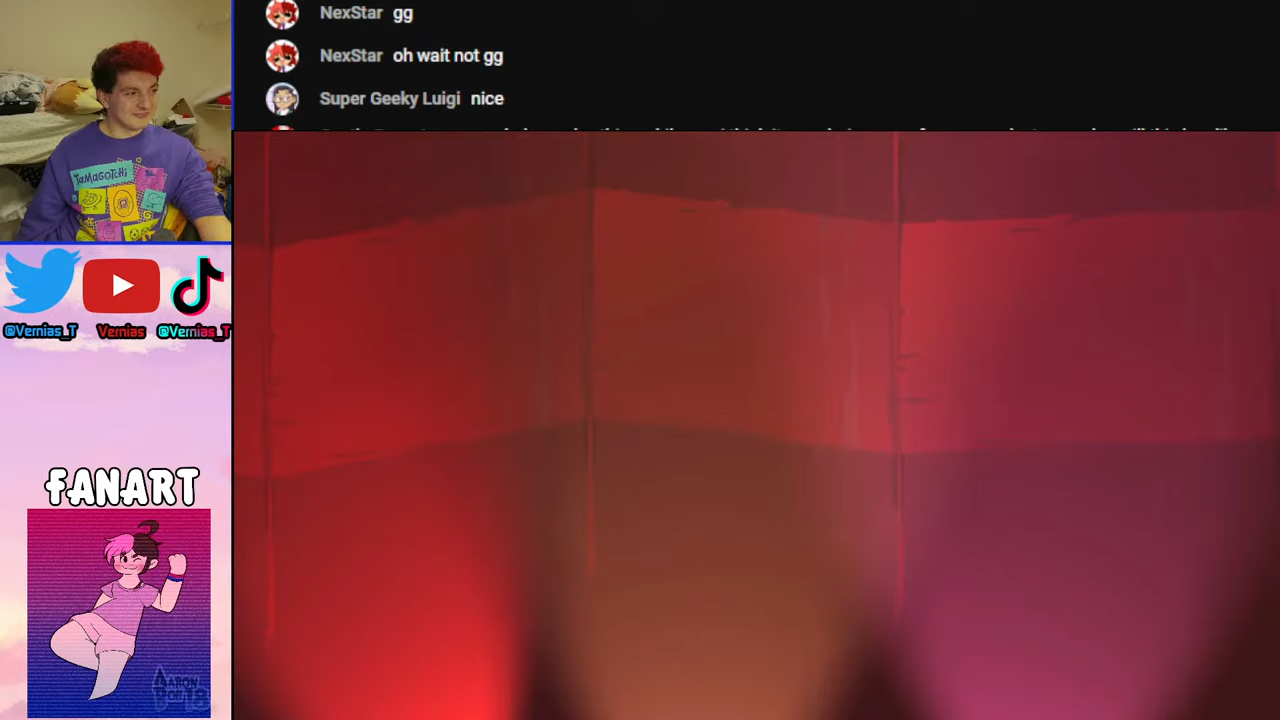 NexStar gg
NexStar oh wait not gg
Super Geeky Luigi nice
TAMAGOTCHI
@Vernias_T Vernias @Vernias_T
FANART